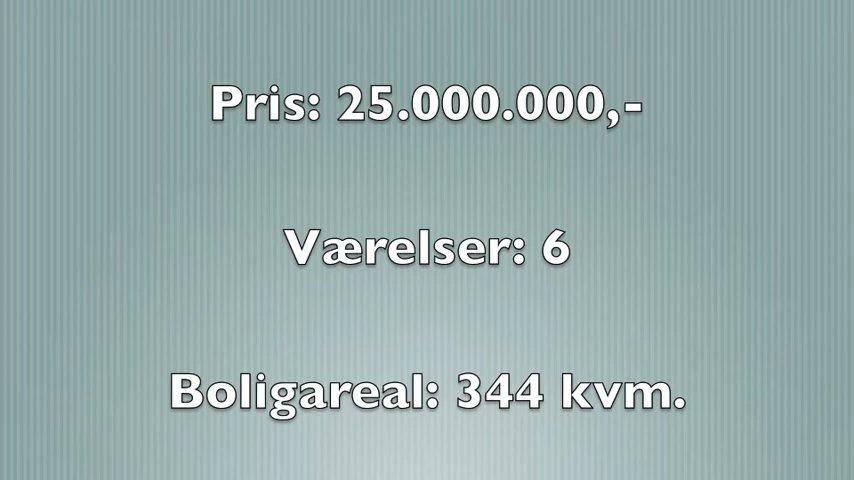 Pris: 25.000.000,-
Værelser: 6
Boligareal: 344 kvm.